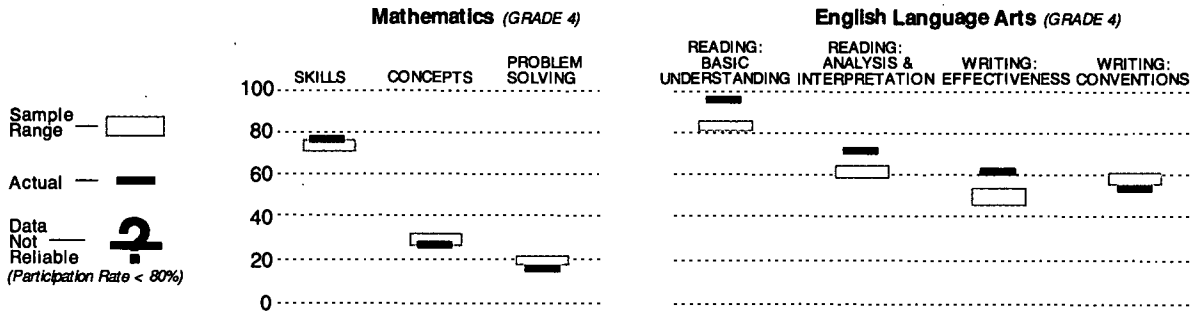 Mathematics (GRADE 4)
English Language Arts (GRADE 4)
SKILLS
CONCEPTS
PROBLEM
SOLVING
READING:
BASIC
UNDERSTANDING
READING:
ANALYSIS &
INTERPRETATION
WRITING:
EFFECTIVENESS
WRITING:
CONVENTIONS
100
80
60
40
20
0
Sample
Range
Actual
Data
Not
Reliable
?
(Participation Rate < 80%)